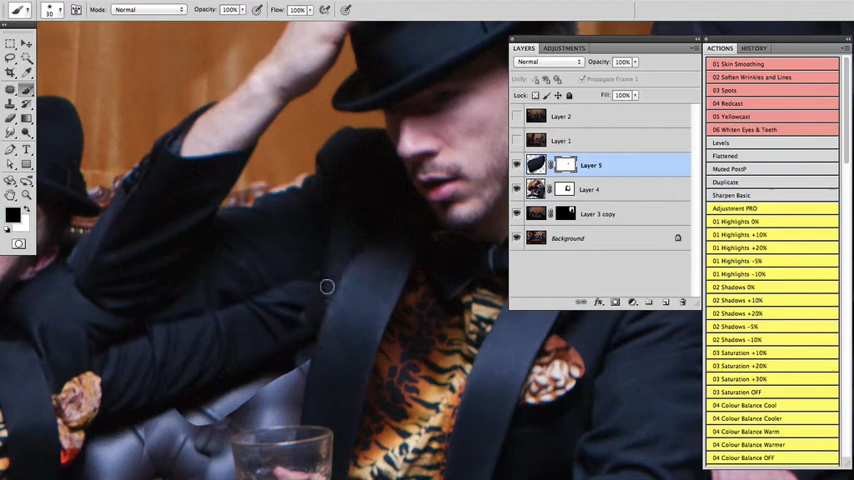 Mode: Normal Opacity: 100% Flow: 100%
30
LAYERS ADJUSTMENTS
Normal Opacity: 100%
Unify: Propagate Frame 1
Lock: Fill: 100%
Layer 2
Layer 1
Layer 5
Layer 4
Layer 3 copy
Background
ACTIONS HISTORY
01 Skin Smoothing
02 Soften Wrinkles and Lines
03 Spots
04 Redcast
05 Yellowcast
06 Whiten Eyes & Teeth
Levels
Flattened
Muted PostP
Duplicate
Sharpen Basic
Adjustment PRO
01 Highlights 0%
01 Highlights +10%
01 Highlights +20%
01 Highlights -5%
01 Highlights -10%
02 Shadows 0%
02 Shadows +10%
02 Shadows +20%
02 Shadows -5%
02 Shadows -10%
03 Saturation +10%
03 Saturation +20%
03 Saturation +30%
03 Saturation OFF
04 Colour Balance Cool
04 Colour Balance Cooler
04 Colour Balance Warm
04 Colour Balance Warmer
04 Colour Balance OFF